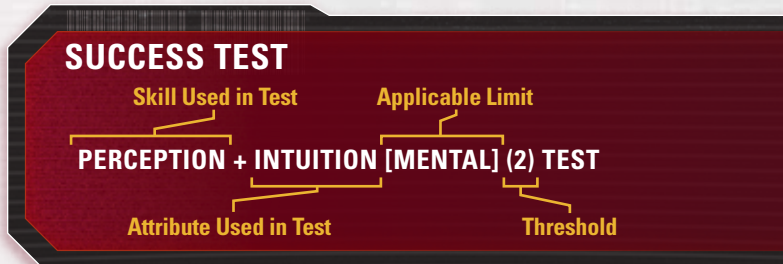 SUCCESS TEST
Skill Used in Test Applicable Limit
PERCEPTION + INTUITION [MENTAL] (2) TEST
Attribute Used in Test Threshold